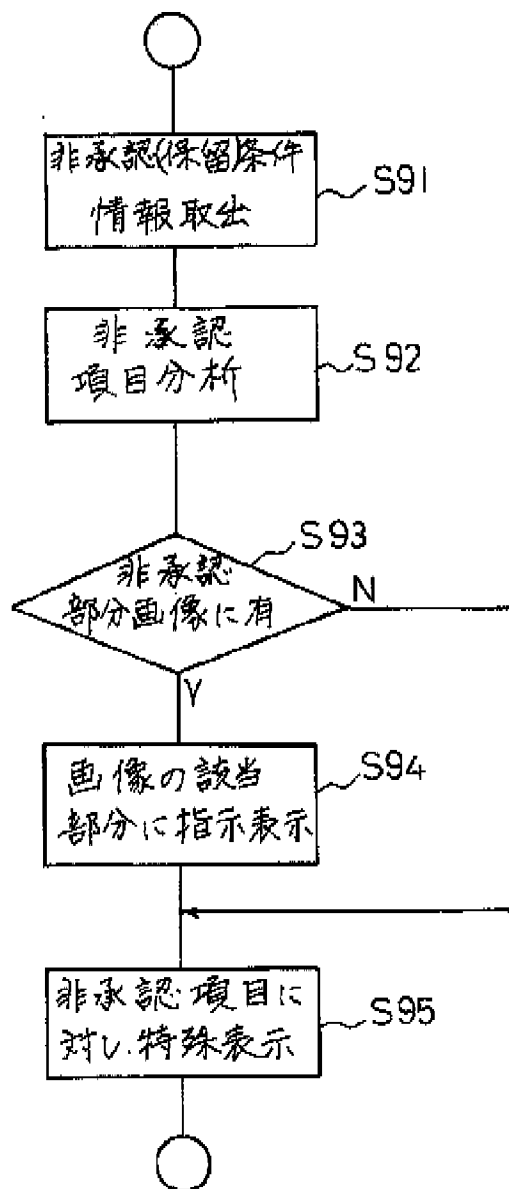 非承認(保留)条件
情報取出
S91
非承認
項目分析
S92
S93
非承認
部分画像に有
N
Y
画像の該当
部分に指示表示
S94
非承認項目に
対し.特殊表示
S95